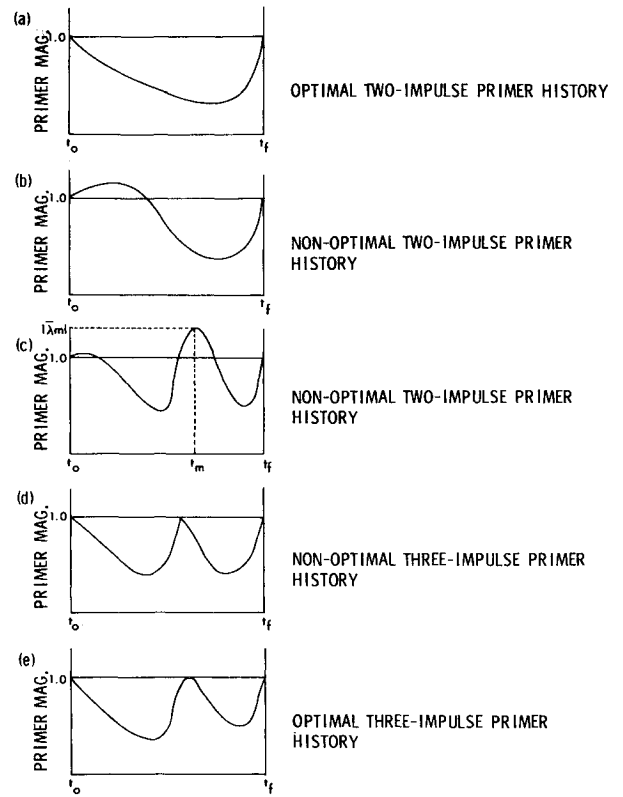 (a)
PRIMER MAG.
1.0
t₀
t_f
OPTIMAL TWO-IMPULSE PRIMER HISTORY
(b)
PRIMER MAG.
1.0
t₀
t_f
NON-OPTIMAL TWO-IMPULSE PRIMER
HISTORY
(c)
PRIMER MAG.
|λ̄m|
1.0
t₀
t_m
t_f
NON-OPTIMAL TWO-IMPULSE PRIMER
HISTORY
(d)
PRIMER MAG.
1.0
t₀
t_f
NON-OPTIMAL THREE-IMPULSE PRIMER
HISTORY
(e)
PRIMER MAG.
1.0
t₀
t_f
OPTIMAL THREE-IMPULSE PRIMER
HISTORY